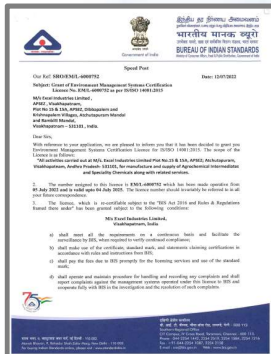 भारतीय मानक ब्यूरो
BUREAU OF INDIAN STANDARDS
Government of India
Speed Post
Our Ref: SRO/EM/L-6000752
Date: 12/07/2022
Subject: Grant of Environment Management Systems Certification
Licence No. EM/L-6000752 as per IS/ISO 14001:2015
M/s Excel Industries Limited ,
APSEZ , Visakhapatnam,
Plot No 15 & 15A, APSEZ, Dibbapalem and
Krishnapalem Villages, Atchutapuram Mandal
and Rambilli Mandal,
Visakhapatnam – 531101, India.
Dear Sirs,
With reference to your application, we are pleased to inform you that it has been decided to grant you
Environment Management Systems Certification Licence for IS/ISO 14001:2015. The scope of the
Licence is as Follows:
"All activities carried out at M/s. Excel Industries Limited Plot No.15 & 15A, APSEZ, Atchutapuram,
Visakhapatnam, Andhra Pradesh- 531101, for manufacture and supply of Agrochemical Intermediates
and Speciality Chemicals along with related services.
2. The number assigned to this licence is EM/L-6000752 which has been made operative from
05 July 2022 and is valid upto 04 July 2025. The licence number should invariably be referred in all
your future correspondence.
3. The licence, which is re-certifiable subject to the "BIS Act 2016 and Rules & Regulations
framed there under" has been granted subject to the following conditions:
M/s Excel Industries Limited,
Visakhapatnam, India
a) shall meet all the requirements on a continuous basis and facilitate the
surveillance by BIS, when required to verify continued compliance;
b) shall make use of the certificate, standard mark, and statements claiming certifications in
accordance with rules and instructions from BIS;
c) shall pay the fees due to BIS promptly for the licensing services and use of the standard
mark;
d) shall operate and maintain procedure for handling and recording any complaints and shall
report complaints against the management system operated under this licence to BIS and
cooperate fully with BIS in the investigation and the resolution of such complaints;
75